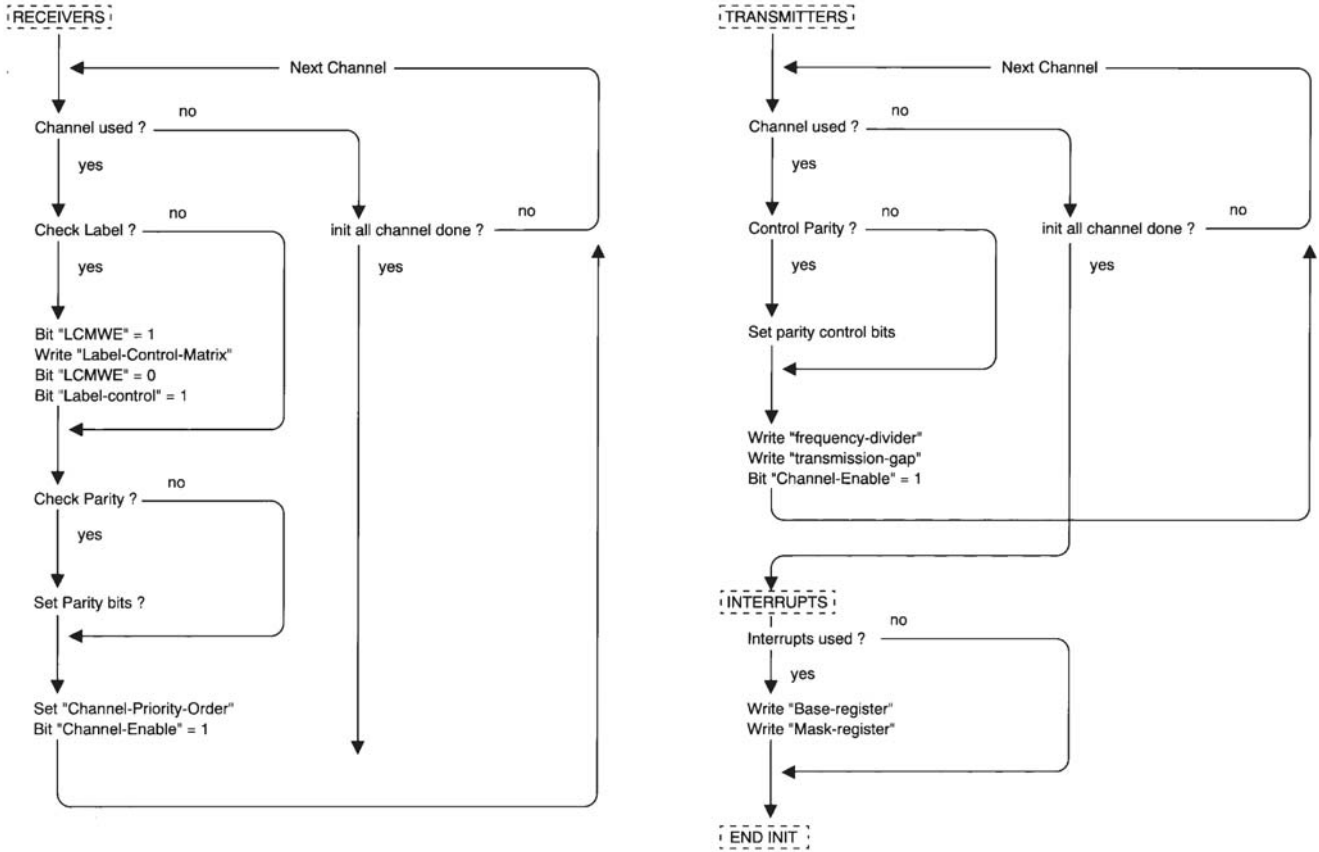 RECEIVERS
Next Channel
no
Channel used ?
yes
no
Check Label ?
yes
Bit "LCMWE" = 1
Write "Label-Control-Matrix"
Bit "LCMWE" = 0
Bit "Label-control" = 1
no
init all channel done ?
yes
no
Check Parity ?
yes
Set Parity bits ?
Set "Channel-Priority-Order"
Bit "Channel-Enable" = 1
TRANSMITTERS
Next Channel
no
Channel used ?
yes
no
Control Parity ?
yes
Set parity control bits
no
init all channel done ?
yes
Write "frequency-divider"
Write "transmission-gap"
Bit "Channel-Enable" = 1
INTERRUPTS
no
Interrupts used ?
yes
Write "Base-register"
Write "Mask-register"
END INIT